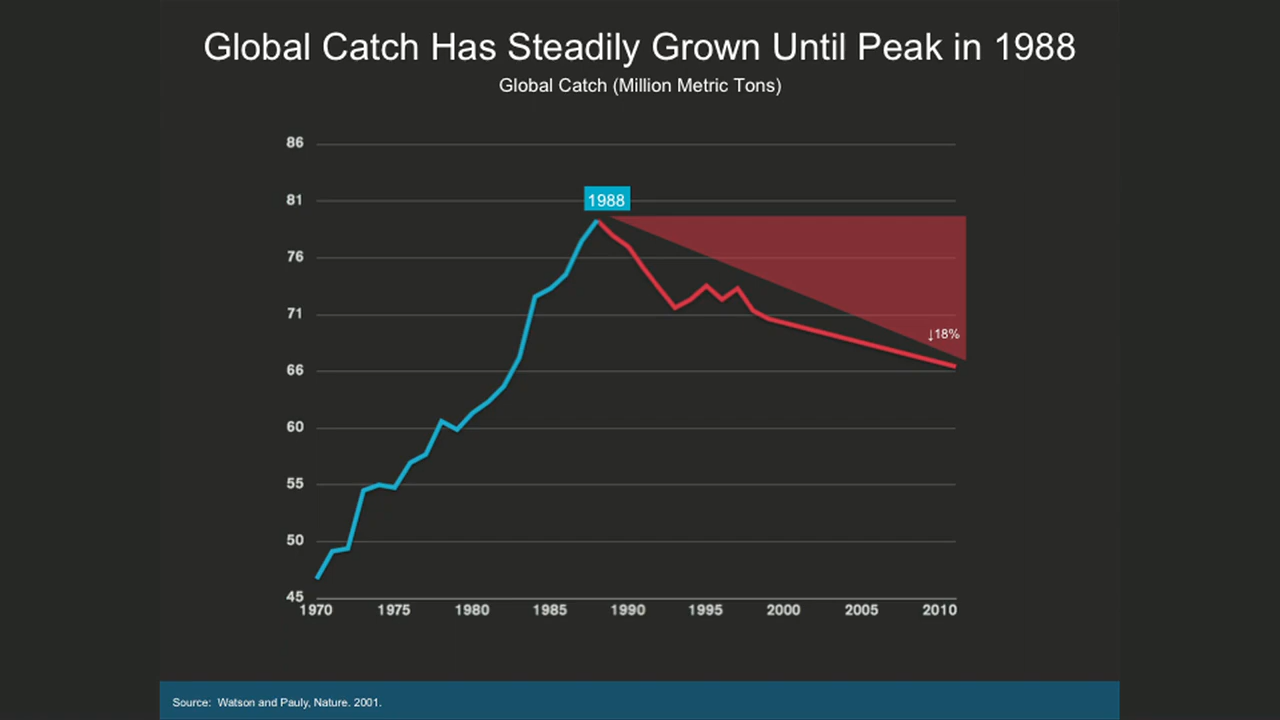 Global Catch Has Steadily Grown Until Peak in 1988
Global Catch (Million Metric Tons)
86
81
1988
76
71
↓18%
66
60
55
50
45
1970 1975 1980 1985 1990 1995 2000 2005 2010
Source: Watson and Pauly, Nature. 2001.